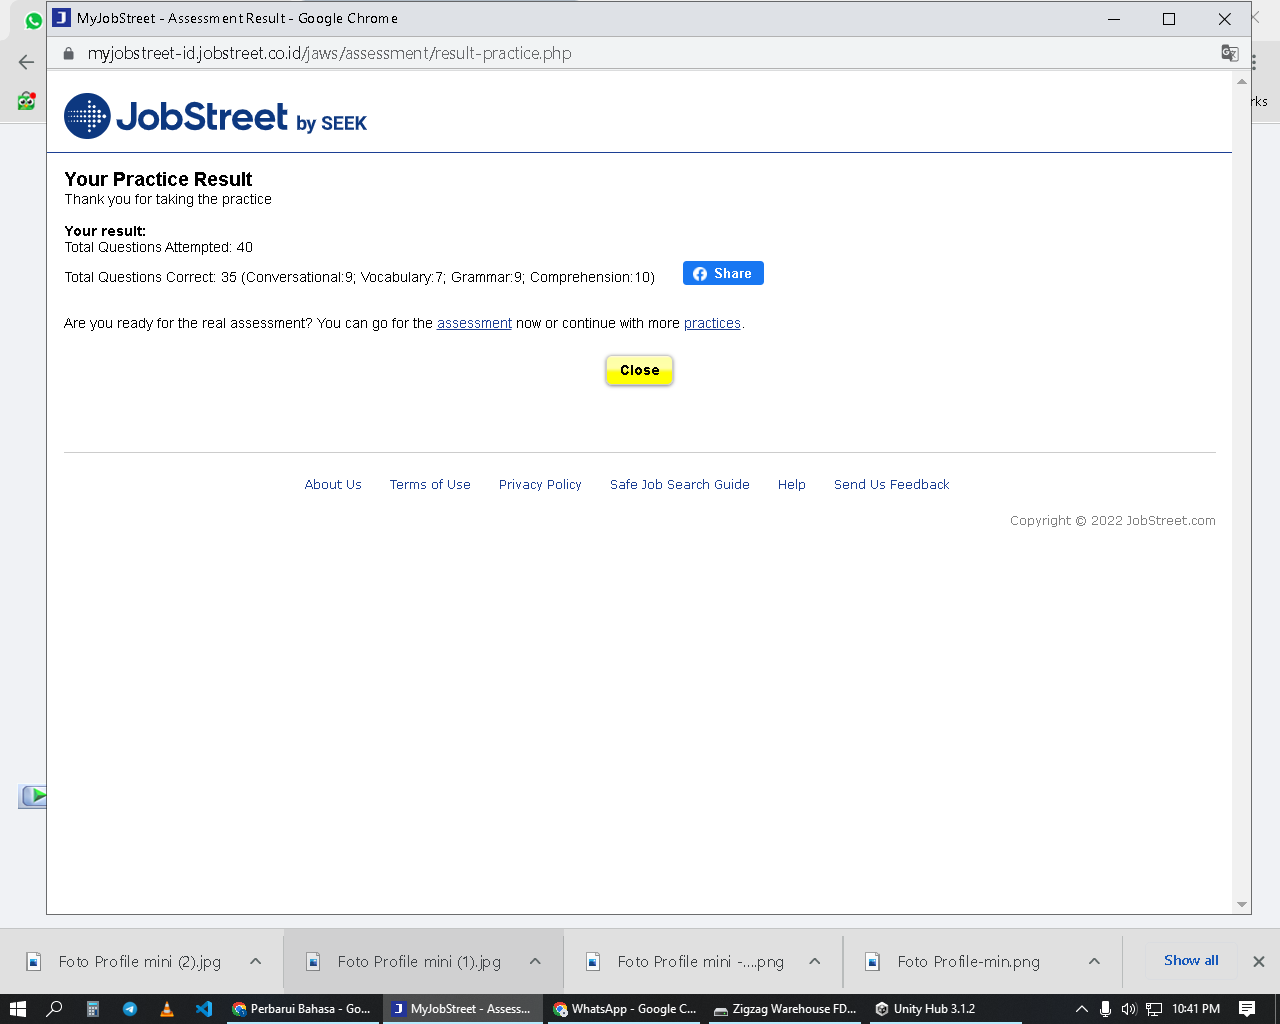 MyJobStreet - Assessment Result - Google Chrome
myjobstreet-id.jobstreet.co.id/jaws/assessment/result-practice.php
rks
JobStreet by SEEK
Your Practice Result
Thank you for taking the practice
Your result:
Total Questions Attempted: 40
Total Questions Correct: 35 (Conversational:9; Vocabulary:7; Grammar:9; Comprehension:10)
Share
Are you ready for the real assessment? You can go for the assessment now or continue with more practices.
Close
About Us Terms of Use Privacy Policy Safe Job Search Guide Help Send Us Feedback
Copyright © 2022 JobStreet.com
Foto Profile mini (2).jpg Foto Profile mini (1).jpg Foto Profile mini -....png Foto Profile-min.png Show all
Perbarui Bahasa - Go... MyJobStreet - Assess... WhatsApp - Google C... Zigzag Warehouse FD... Unity Hub 3.1.2 10:41 PM